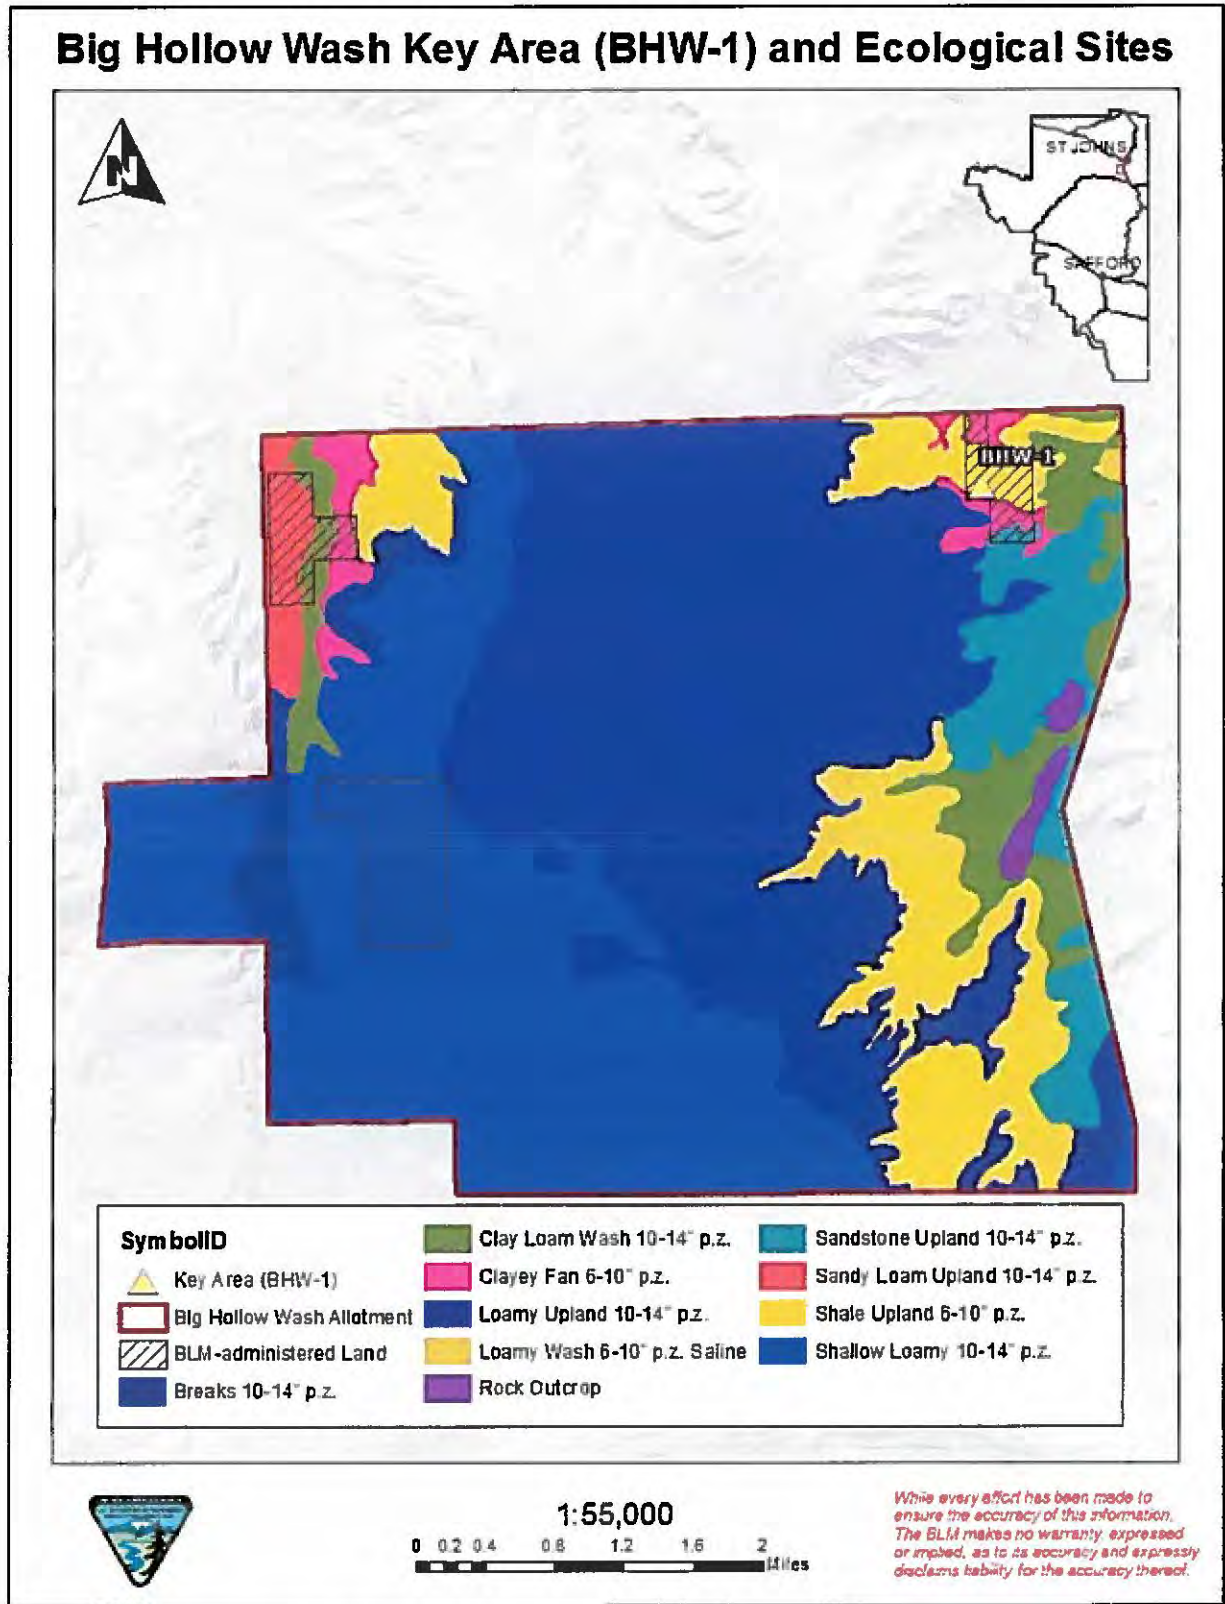 Big Hollow Wash Key Area (BHW-1) and Ecological Sites
N
ST JOHNS
SAFFORD
BHW-1
SymbolID
Key Area (BHW-1)
Big Hollow Wash Allotment
BLM-administered Land
Breaks 10-14" p.z.
Clay Loam Wash 10-14" p.z.
Clayey Fan 6-10" p.z.
Loamy Upland 10-14" p.z.
Loamy Wash 6-10" p.z. Saline
Rock Outcrop
Sandstone Upland 10-14" p.z.
Sandy Loam Upland 10-14" p.z.
Shale Upland 6-10" p.z.
Shallow Loamy 10-14" p.z.
1:55,000
0 0.2 0.4 0.8 1.2 1.6 2
Miles
While every effort has been made to
ensure the accuracy of this information,
The BLM makes no warranty, expressed
or implied, as to its accuracy and expressly
disclaims liability for the accuracy thereof.